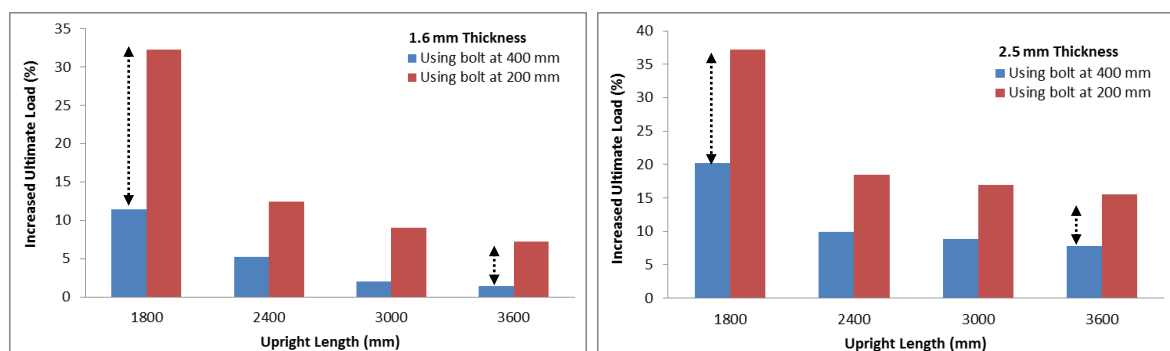 35
30
25
20
15
10
5
0
Increased Ultimate Load (%)
1.6 mm Thickness
Using bolt at 400 mm
Using bolt at 200 mm
1800 2400 3000 3600
Upright Length (mm)
40
35
30
25
20
15
10
5
0
Increased Ultimate Load (%)
2.5 mm Thickness
Using bolt at 400 mm
Using bolt at 200 mm
1800 2400 3000 3600
Upright Length (mm)